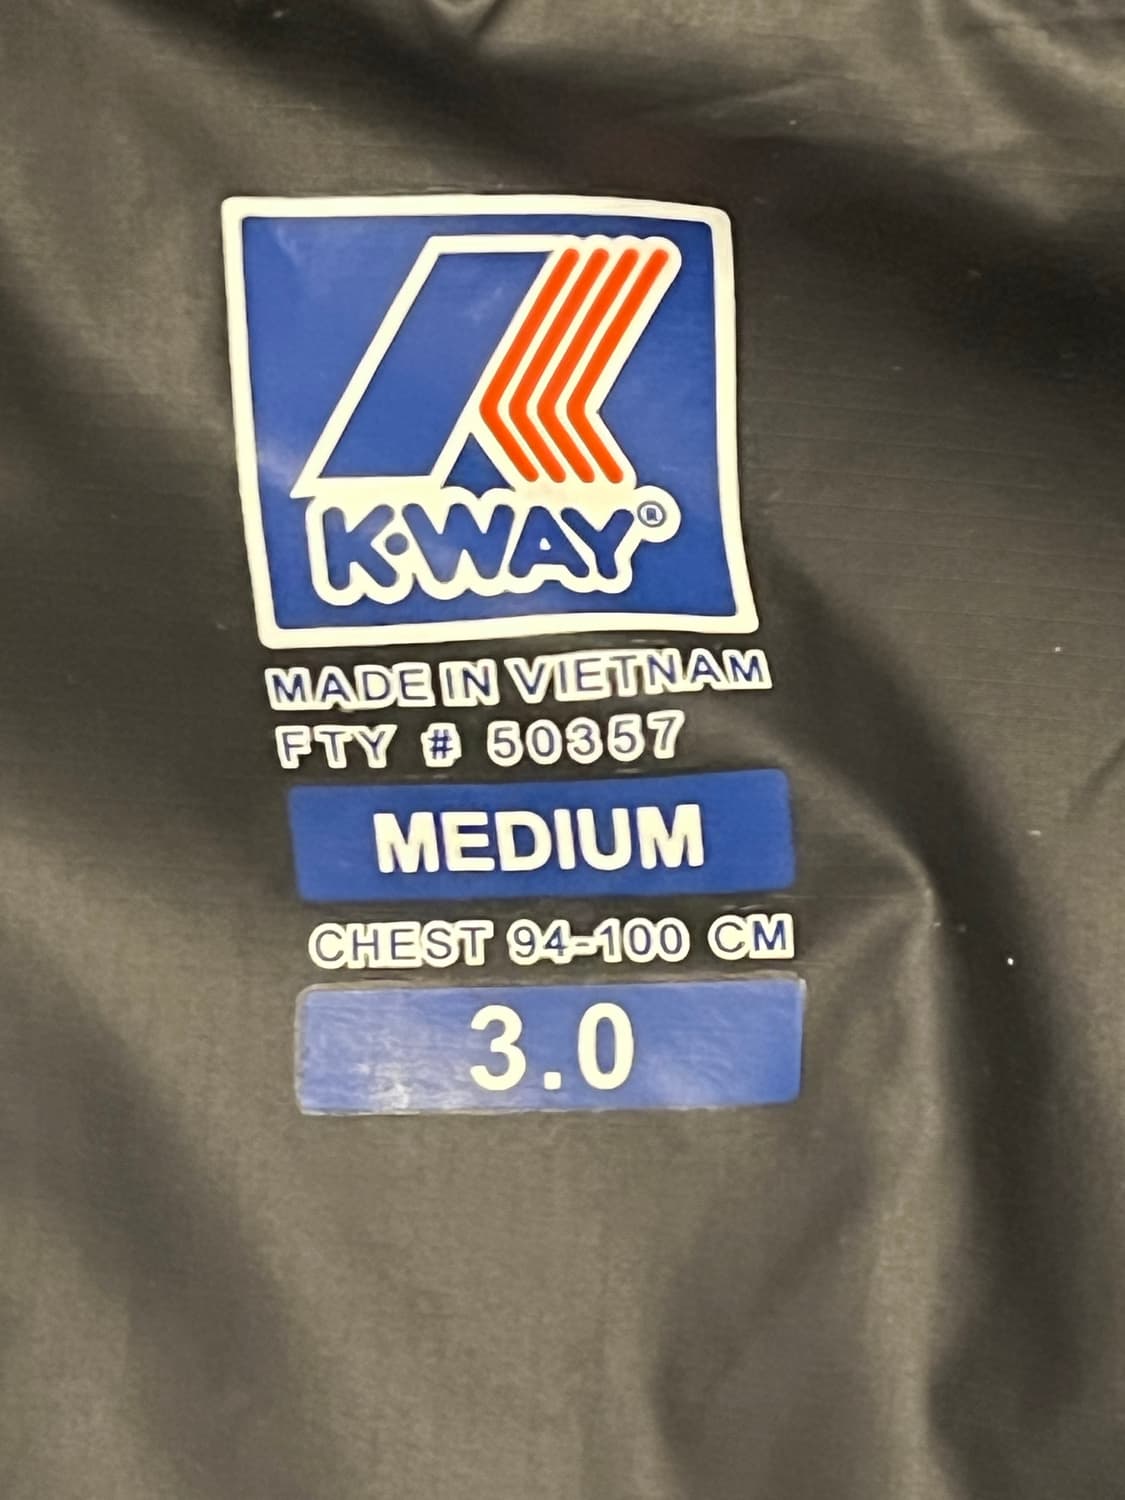 K·WAY®
MADE IN VIETNAM
FTY # 50357
MEDIUM
CHEST 94-100 CM
3.0